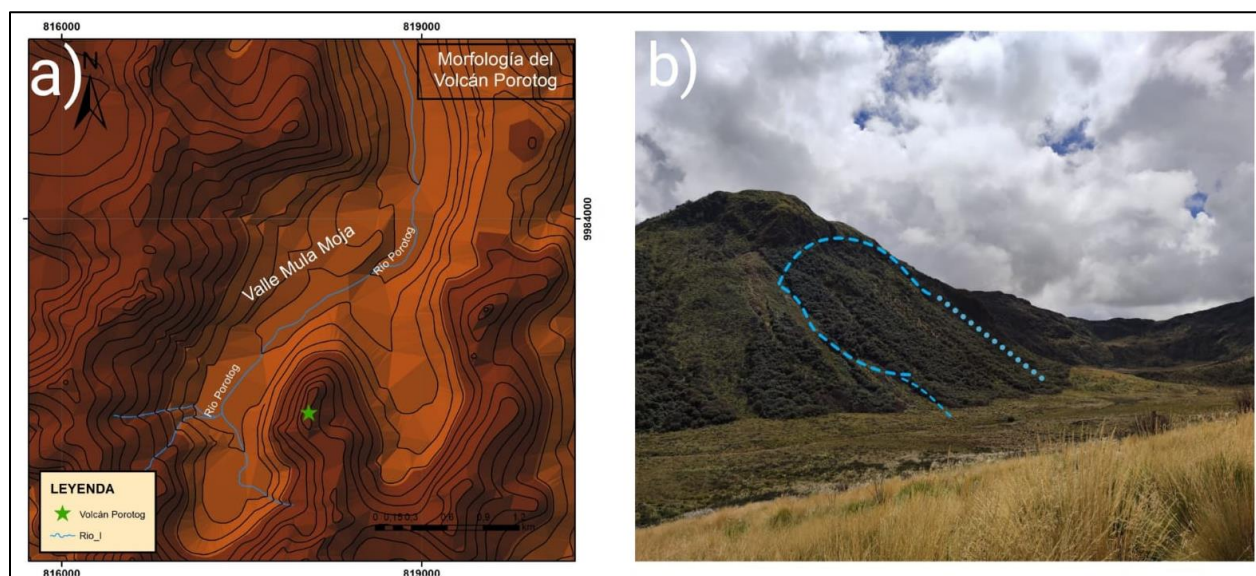 816000
819000
a)
N
Morfología del
Volcán Porotog
9984000
Valle Mula Moja
Rio Porotog
Rio Porotog
LEYENDA
Volcán Porotog
Rio_l
km
816000
819000
b)